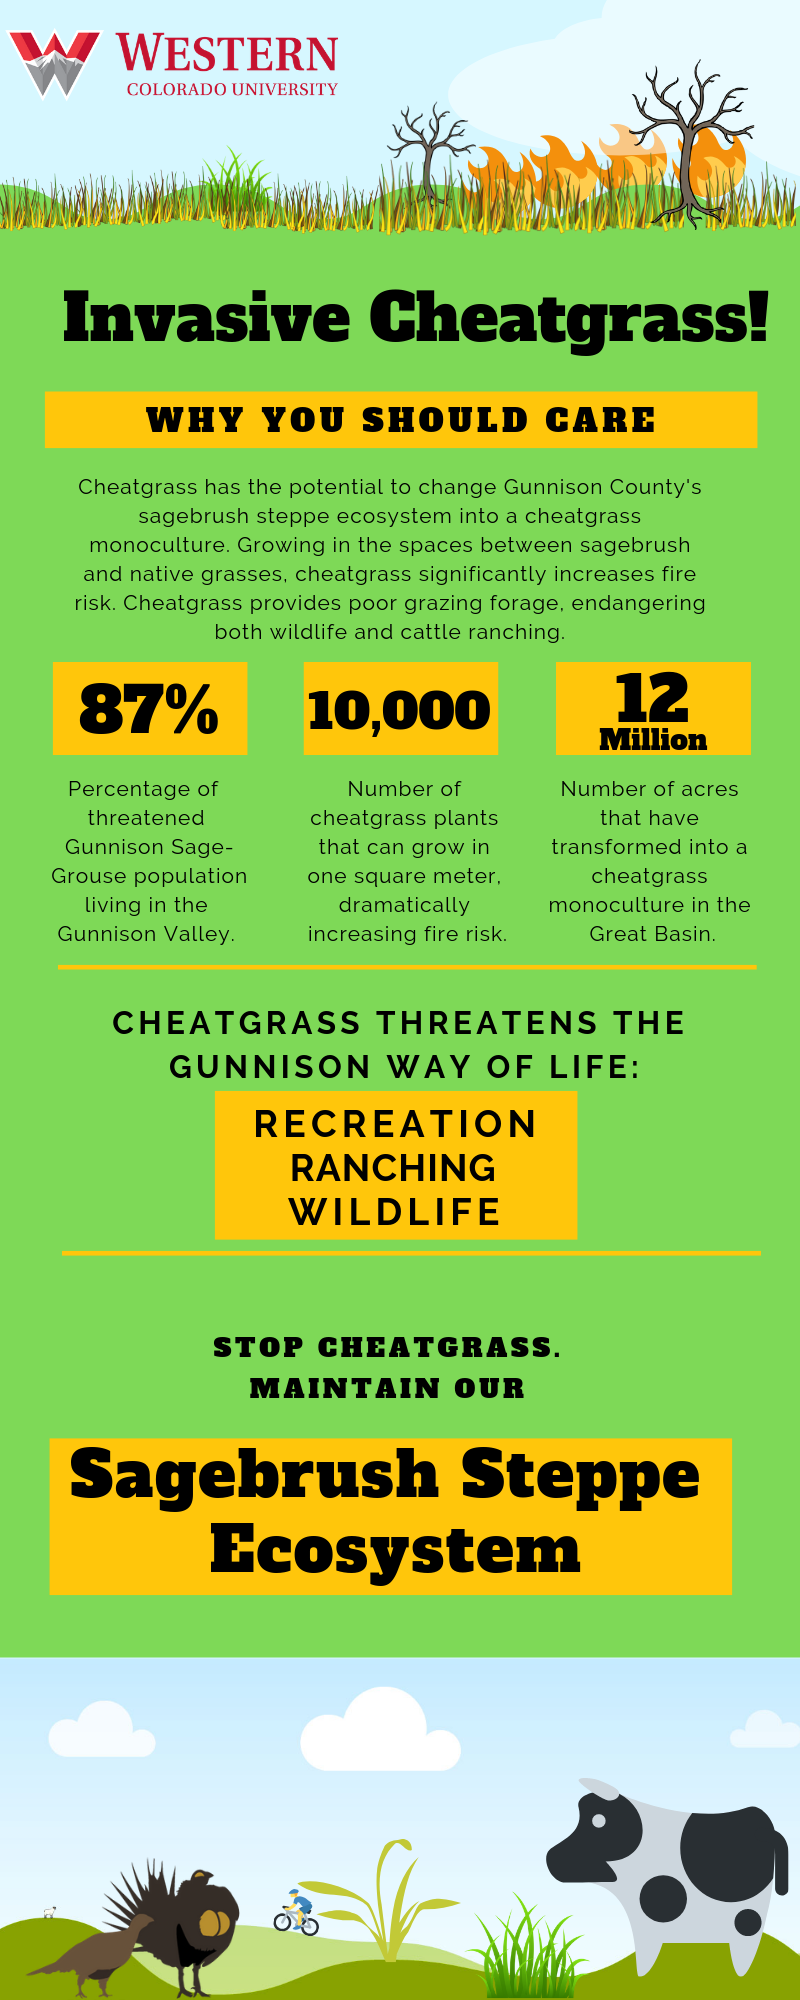 WESTERN
COLORADO UNIVERSITY
Invasive Cheatgrass!
WHY YOU SHOULD CARE
Cheatgrass has the potential to change Gunnison County's
sagebrush steppe ecosystem into a cheatgrass
monoculture. Growing in the spaces between sagebrush
and native grasses, cheatgrass significantly increases fire
risk. Cheatgrass provides poor grazing forage, endangering
both wildlife and cattle ranching.
87%
Percentage of
threatened
Gunnison Sage-
Grouse population
living in the
Gunnison Valley.
10,000
Number of
cheatgrass plants
that can grow in
one square meter,
dramatically
increasing fire risk.
12
Million
Number of acres
that have
transformed into a
cheatgrass
monoculture in the
Great Basin.
CHEATGRASS THREATENS THE
GUNNISON WAY OF LIFE:
RECREATION
RANCHING
WILDLIFE
STOP CHEATGRASS.
MAINTAIN OUR
Sagebrush Steppe
Ecosystem